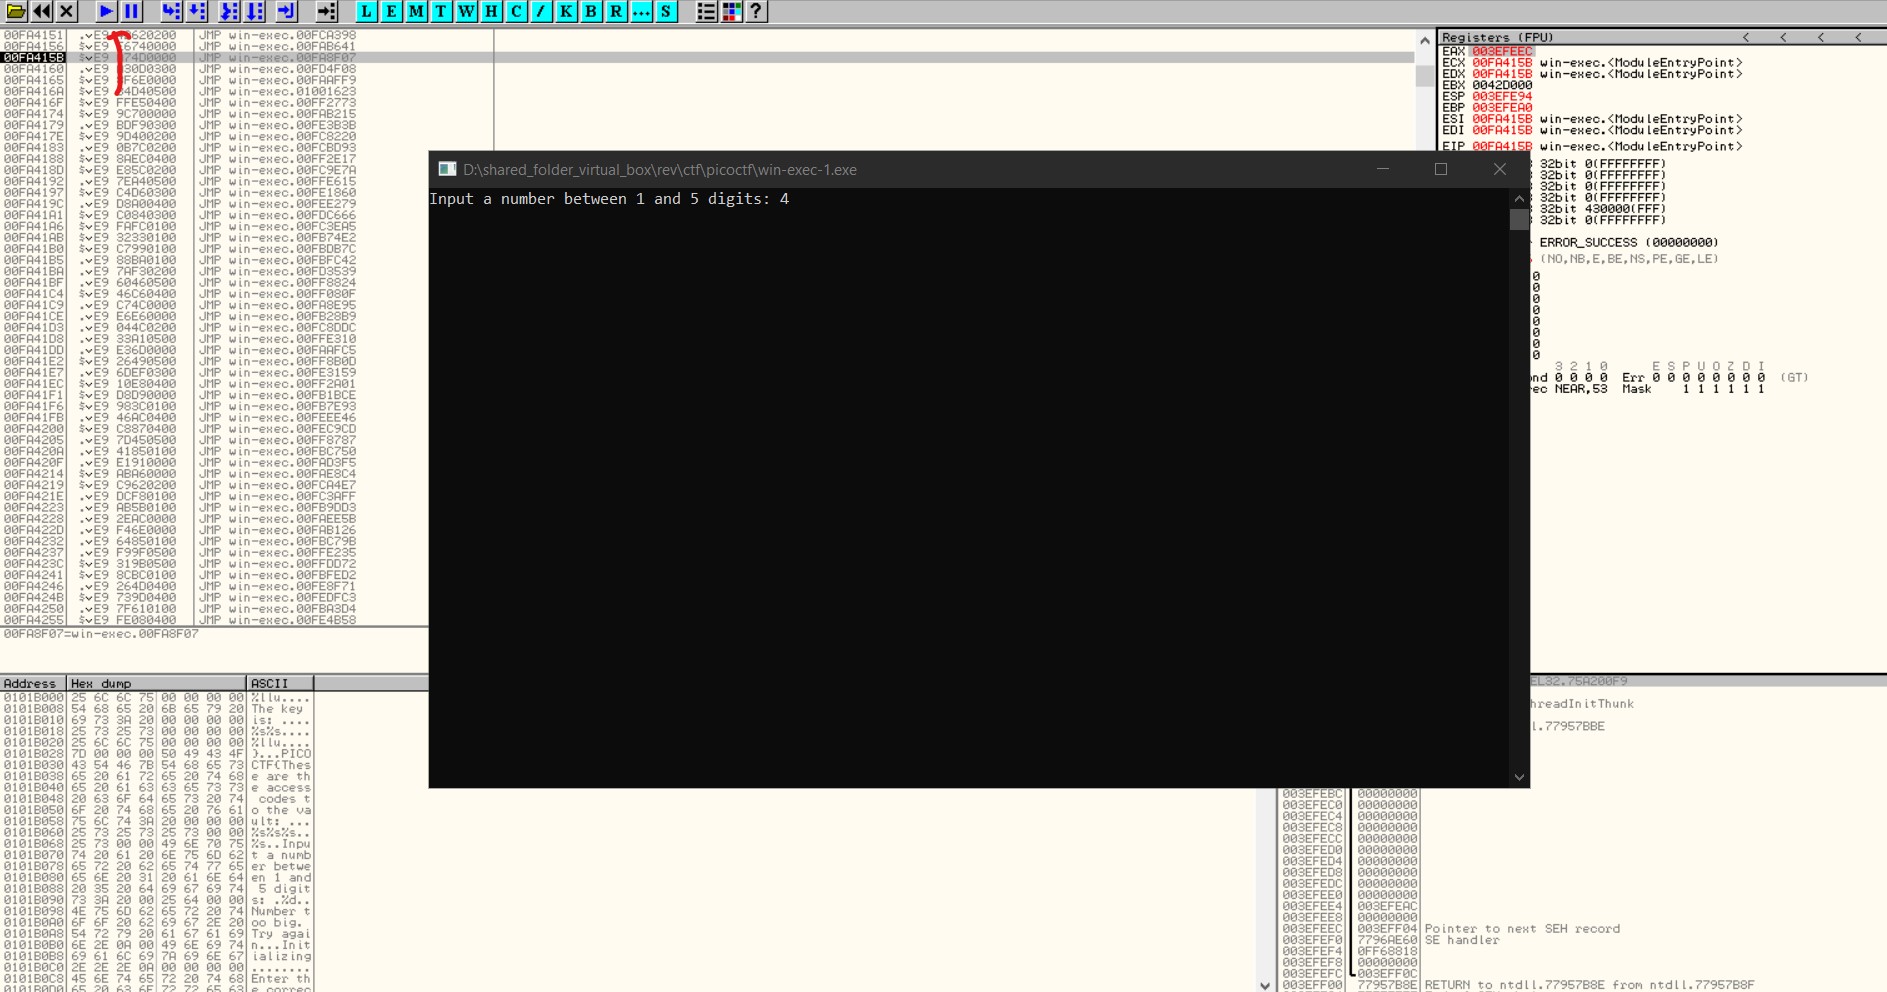 L E M T W H C / K B R ... S ?
00FA4151 .vE9 620200 JMP win-exec.00FCA398
00FA4156 $vE9 6740000 JMP win-exec.00FAB641
00FA415B $vE9 74D0000 JMP win-exec.00FA8F07
00FA4160 .vE9 30D0300 JMP win-exec.00FD4F08
00FA4165 $vE9 F6E0000 JMP win-exec.00FAAFF9
00FA416A $vE9 4D40500 JMP win-exec.01001623
00FA416F $vE9 FFE50400 JMP win-exec.00FF2773
00FA4174 .vE9 9C700000 JMP win-exec.00FAB215
00FA4179 .vE9 BDF90300 JMP win-exec.00FE3B3B
00FA417E $vE9 9D400200 JMP win-exec.00FC8220
00FA4183 .vE9 0B7C0200 JMP win-exec.00FCBD93
00FA4188 $vE9 8AEC0400 JMP win-exec.00FF2E17
00FA418D $vE9 E85C0200 JMP win-exec.00FC9E7A
00FA4192 .vE9 7EA40500 JMP win-exec.00FFE615
00FA4197 $vE9 C4D60300 JMP win-exec.00FE1860
00FA419C .vE9 D8A00400 JMP win-exec.00FEE279
00FA41A1 .vE9 C0840300 JMP win-exec.00FDC666
00FA41A6 $vE9 FAFC0100 JMP win-exec.00FC3EA5
00FA41AB .vE9 32330100 JMP win-exec.00FB74E2
00FA41B0 $vE9 C7990100 JMP win-exec.00FBDB7C
00FA41B5 $vE9 88BA0100 JMP win-exec.00FBFC42
00FA41BA $vE9 7AF30200 JMP win-exec.00FD3539
00FA41BF .vE9 60460500 JMP win-exec.00FF8824
00FA41C4 $vE9 46C60400 JMP win-exec.00FF080F
00FA41C9 .vE9 C74C0000 JMP win-exec.00FA8E95
00FA41CE $vE9 E6E60000 JMP win-exec.00FB28B9
00FA41D3 .vE9 044C0200 JMP win-exec.00FC8DDC
00FA41D8 $vE9 33A10500 JMP win-exec.00FFE310
00FA41DD .vE9 E36D0000 JMP win-exec.00FAAFC5
00FA41E2 $vE9 26490500 JMP win-exec.00FF8B0D
00FA41E7 $vE9 6DEF0300 JMP win-exec.00FE3159
00FA41EC $vE9 10E80400 JMP win-exec.00FF2A01
00FA41F1 .vE9 D8D90000 JMP win-exec.00FB1BCE
00FA41F6 $vE9 983C0100 JMP win-exec.00FB7E93
00FA41FB .vE9 46AC0400 JMP win-exec.00FEEE46
00FA4200 $vE9 C8870400 JMP win-exec.00FEC9CD
00FA4205 $vE9 7D450500 JMP win-exec.00FF8787
00FA420A $vE9 41850100 JMP win-exec.00FBC750
00FA420F .vE9 E1910000 JMP win-exec.00FAD3F5
00FA4214 $vE9 ABA60000 JMP win-exec.00FAE8C4
00FA4219 $vE9 C9620200 JMP win-exec.00FCA4E7
00FA421E .vE9 DCF80100 JMP win-exec.00FC3AFF
00FA4223 $vE9 AB5B0100 JMP win-exec.00FB9DD3
00FA4228 $vE9 2EAC0000 JMP win-exec.00FAEE5B
00FA422D .vE9 F46E0000 JMP win-exec.00FAB126
00FA4232 $vE9 64850100 JMP win-exec.00FBC79B
00FA4237 .vE9 F99F0500 JMP win-exec.00FFE235
00FA423C .vE9 319B0500 JMP win-exec.00FFDD72
00FA4241 $vE9 8CBC0100 JMP win-exec.00FBFED2
00FA4246 .vE9 264D0400 JMP win-exec.00FE8F71
00FA424B $vE9 739D0400 JMP win-exec.00FEDFC3
00FA4250 $vE9 7F610100 JMP win-exec.00FBA3D4
00FA4255 $vE9 FE080400 JMP win-exec.00FE4B58
00FA8F07=win-exec.00FA8F07
Registers (FPU) < < < <
EAX 003EFEEC
ECX 00FA415B win-exec.<ModuleEntryPoint>
EDX 00FA415B win-exec.<ModuleEntryPoint>
EBX 0042D000
ESP 003EFE94
EBP 003EFEA0
ESI 00FA415B win-exec.<ModuleEntryPoint>
EDI 00FA415B win-exec.<ModuleEntryPoint>
EIP 00FA415B win-exec.<ModuleEntryPoint>
32bit 0(FFFFFFFF)
32bit 0(FFFFFFFF)
32bit 0(FFFFFFFF)
32bit 0(FFFFFFFF)
32bit 430000(FFF)
32bit 0(FFFFFFFF)
ERROR_SUCCESS (00000000)
(NO,NB,E,BE,NS,PE,GE,LE)
0
0
0
0
0
0
0
0
3 2 1 0 E S P U O Z D I
nd 0 0 0 0 Err 0 0 0 0 0 0 0 0 (GT)
ec NEAR,53 Mask 1 1 1 1 1 1
D:\shared_folder_virtual_box\rev\ctf\picoctf\win-exec-1.exe
Input a number between 1 and 5 digits: 4
Address Hex dump ASCII
0101B000 25 6C 6C 75 00 00 00 00 %llu....
0101B008 54 68 65 20 6B 65 79 20 The key
0101B010 69 73 3A 20 00 00 00 00 is: ....
0101B018 25 73 25 73 00 00 00 00 %s%s....
0101B020 25 6C 6C 75 00 00 00 00 %llu....
0101B028 7D 00 00 00 50 49 43 4F }...PICO
0101B030 43 54 46 7B 54 68 65 73 CTF{Thes
0101B038 65 20 61 72 65 20 74 68 e are th
0101B040 65 20 61 63 63 65 73 73 e access
0101B048 20 63 6F 64 65 73 20 74 codes t
0101B050 6F 20 74 68 65 20 76 61 o the va
0101B058 75 6C 74 3A 20 00 00 00 ult: ...
0101B060 25 73 25 73 25 73 00 00 %s%s%s..
0101B068 25 73 00 00 49 6E 70 75 %s..Inpu
0101B070 74 20 61 20 6E 75 6D 62 t a numb
0101B078 65 72 20 62 65 74 77 65 er betwe
0101B080 65 6E 20 31 20 61 6E 64 en 1 and
0101B088 20 35 20 64 69 67 69 74 5 digit
0101B090 73 3A 20 00 25 64 00 00 s: .%d..
0101B098 4E 75 6D 62 65 72 20 74 Number t
0101B0A0 6F 6F 20 62 69 67 2E 20 oo big.
0101B0A8 54 72 79 20 61 67 61 69 Try agai
0101B0B0 6E 2E 0A 00 49 6E 69 74 n...Init
0101B0B8 69 61 6C 69 7A 69 6E 67 ializing
0101B0C0 2E 2E 2E 0A 00 00 00 00 ........
0101B0C8 45 6E 74 65 72 20 74 68 Enter th
0101B0D0 65 20 63 6F 72 72 65 63 e correc
EL32.75A200F9
hreadInitThunk
l.77957BBE
003EFEBC 00000000
003EFEC0 00000000
003EFEC4 00000000
003EFEC8 00000000
003EFECC 00000000
003EFED0 00000000
003EFED4 00000000
003EFED8 00000000
003EFEDC 00000000
003EFEE0 00000000
003EFEE4 003EFEAC
003EFEE8 00000000
003EFEEC 003EFF04 Pointer to next SEH record
003EFEF0 7796AE60 SE handler
003EFEF4 0FF68818
003EFEF8 00000000
003EFEFC 003EFF0C
003EFF00 77957B8E RETURN to ntdll.77957B8E from ntdll.77957B8F